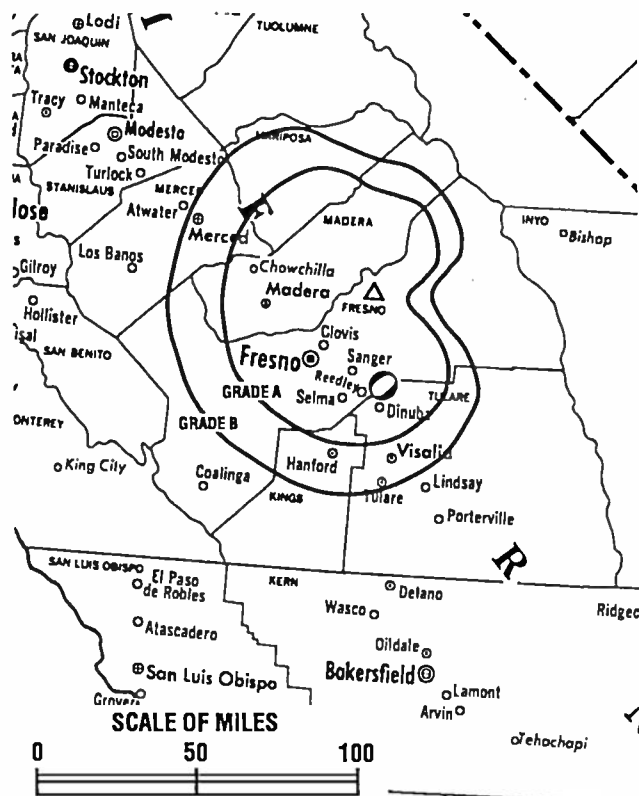 Lodi
TUOLUMNE
SAN JOAQUIN
Stockton
Tracy
Manteca
Modesto
MARIPOSA
Paradise
South Modesto
Turlock
STANISLAUS
MERCED
Atwater
Merced
MADERA
INYO
Bishop
Los Banos
Gilroy
Chowchilla
Madera
FRESNO
Hollister
Clovis
SAN BENITO
Fresno
Sanger
Reedley
GRADE A
Selma
TULARE
Dinuba
GRADE B
Visalia
Hanford
King City
Coalinga
KINGS
Tulare
Lindsay
Porterville
R
SAN LUIS OBISPO
El Paso
de Robles
KERN
Delano
Wasco
Ridgec
Atascadero
Oildale
San Luis Obispo
Bakersfield
Grover
Lamont
Arvin
Tehachapi
SCALE OF MILES
0 50 100